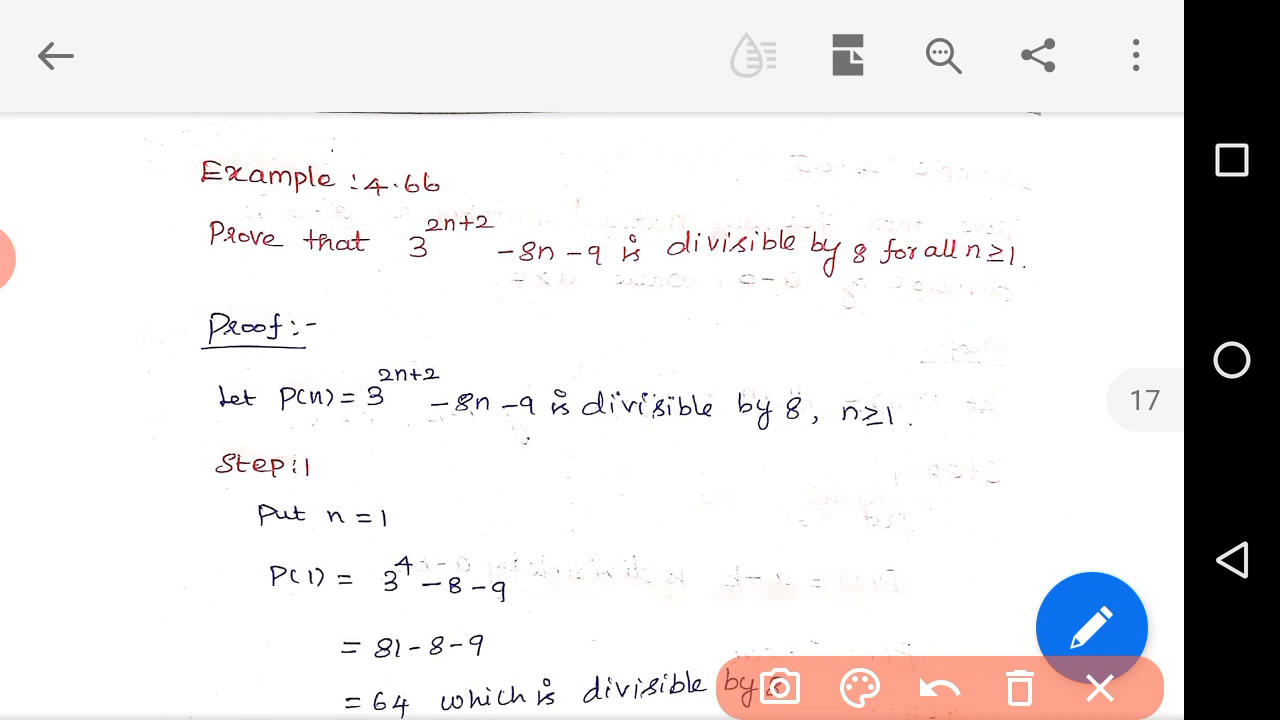 Example : 4.66
Prove that 3^{2n+2} - 8n - 9 is divisible by 8 for all n ≥ 1.
Proof :-
Let P(n) = 3^{2n+2} - 8n - 9 is divisible by 8, n ≥ 1.
Step:1
17
Put n = 1
P(1) = 3^4 - 8 - 9
= 81 - 8 - 9
= 64 which is divisible by 8